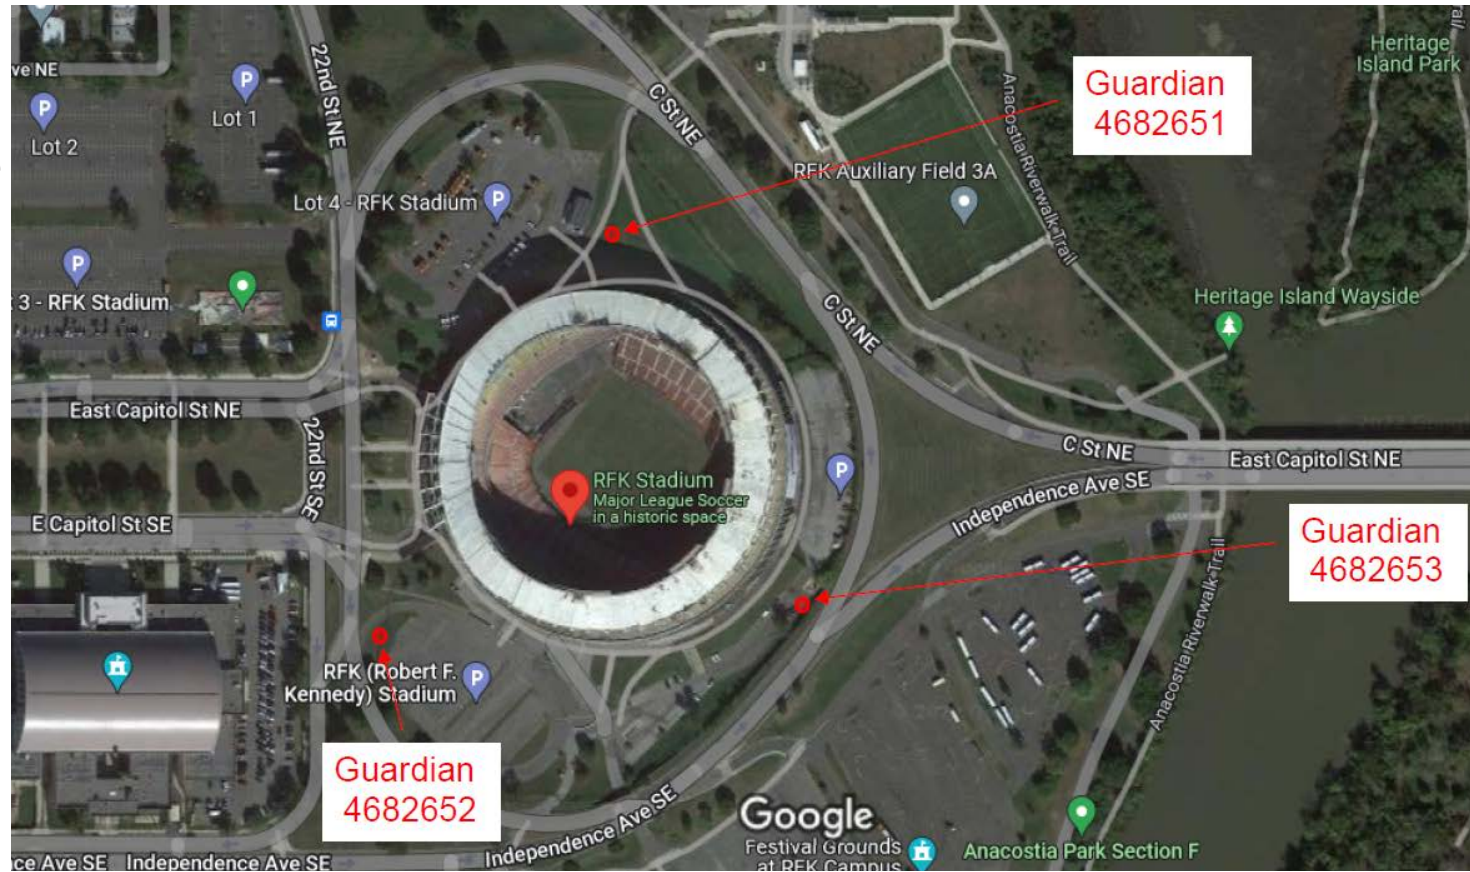 ve NE
Lot 2
Lot 1
22nd St NE
C St NE
Anacostia Riverwalk Trail
Heritage
Island Park
Guardian
4682651
RFK Auxiliary Field 3A
Lot 4 - RFK Stadium
3 - RFK Stadium
C St NE
Heritage Island Wayside
East Capitol St NE
22nd St SE
C St NE
East Capitol St NE
RFK Stadium
Major League Soccer
in a historic space
Independence Ave SE
E Capitol St SE
Guardian
4682653
Anacostia Riverwalk Trail
RFK (Robert F.
Kennedy) Stadium
Guardian
4682652
Independence Ave SE
Google
Festival Grounds
at RFK Campus
Anacostia Park Section F
ce Ave SE
Independence Ave SE